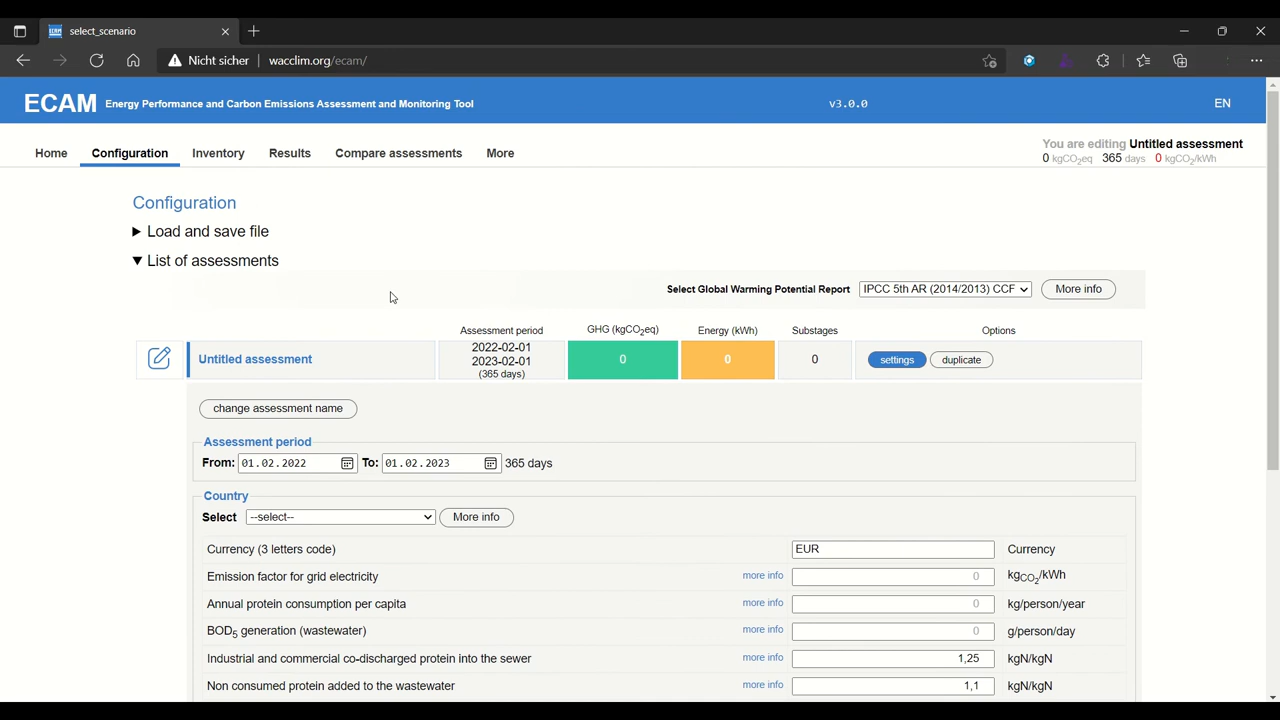 select_scenario
Nicht sicher wacclim.org/ecam/
ECAM Energy Performance and Carbon Emissions Assessment and Monitoring Tool v3.0.0 EN
Home Configuration Inventory Results Compare assessments More
You are editing Untitled assessment
0 kgCO2eq 365 days 0 kgCO2/kWh
Configuration
▶ Load and save file
▼ List of assessments
Select Global Warming Potential Report IPCC 5th AR (2014/2013) CCF More info
Assessment period GHG (kgCO2eq) Energy (kWh) Substages Options
Untitled assessment 2022-02-01 0 0 0 settings duplicate
2023-02-01
(365 days)
change assessment name
Assessment period
From: 01.02.2022 To: 01.02.2023 365 days
Country
Select --select-- More info
Currency (3 letters code) EUR Currency
Emission factor for grid electricity more info 0 kgCO2/kWh
Annual protein consumption per capita more info 0 kg/person/year
BOD5 generation (wastewater) more info 0 g/person/day
Industrial and commercial co-discharged protein into the sewer more info 1,25 kgN/kgN
Non consumed protein added to the wastewater more info 1,1 kgN/kgN